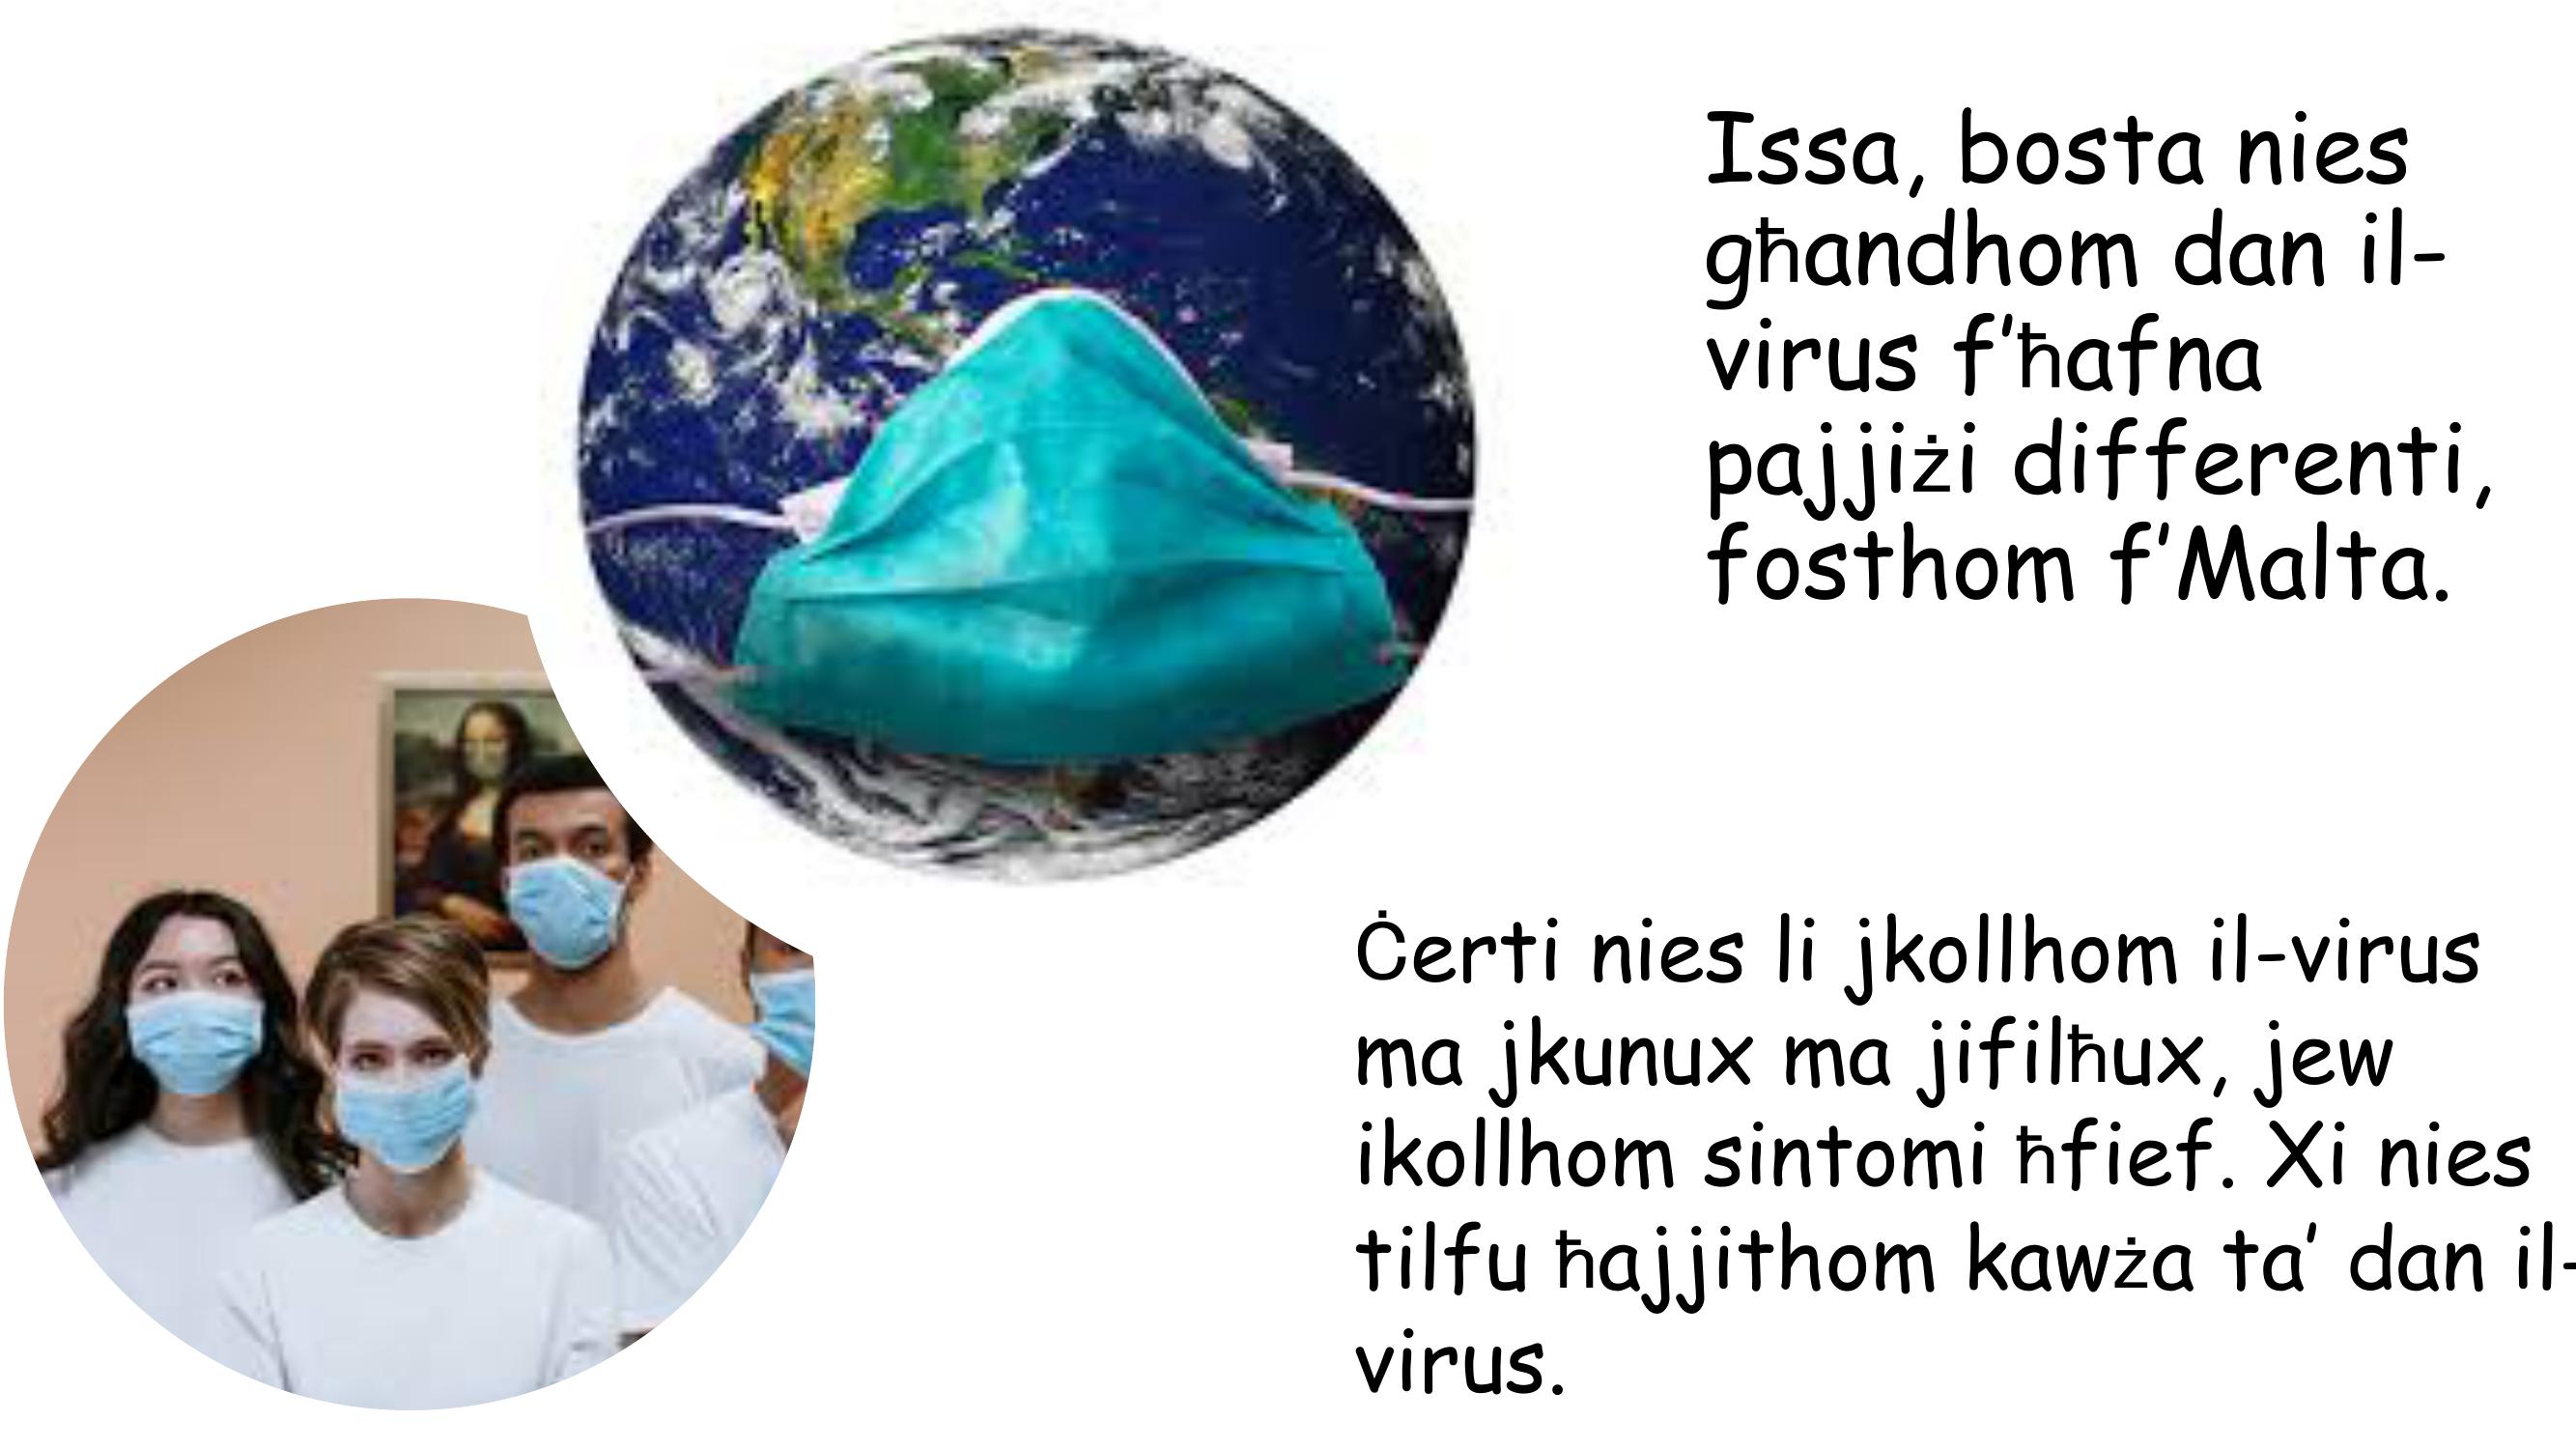 Issa, bosta nies
għandhom dan il-
virus f’ħafna
pajjiżi differenti,
fosthom f’Malta.
Ċerti nies li jkollhom il-virus
ma jkunux ma jifilħux, jew
ikollhom sintomi ħfief. Xi nies
tilfu ħajjithom kawża ta’ dan il-
virus.